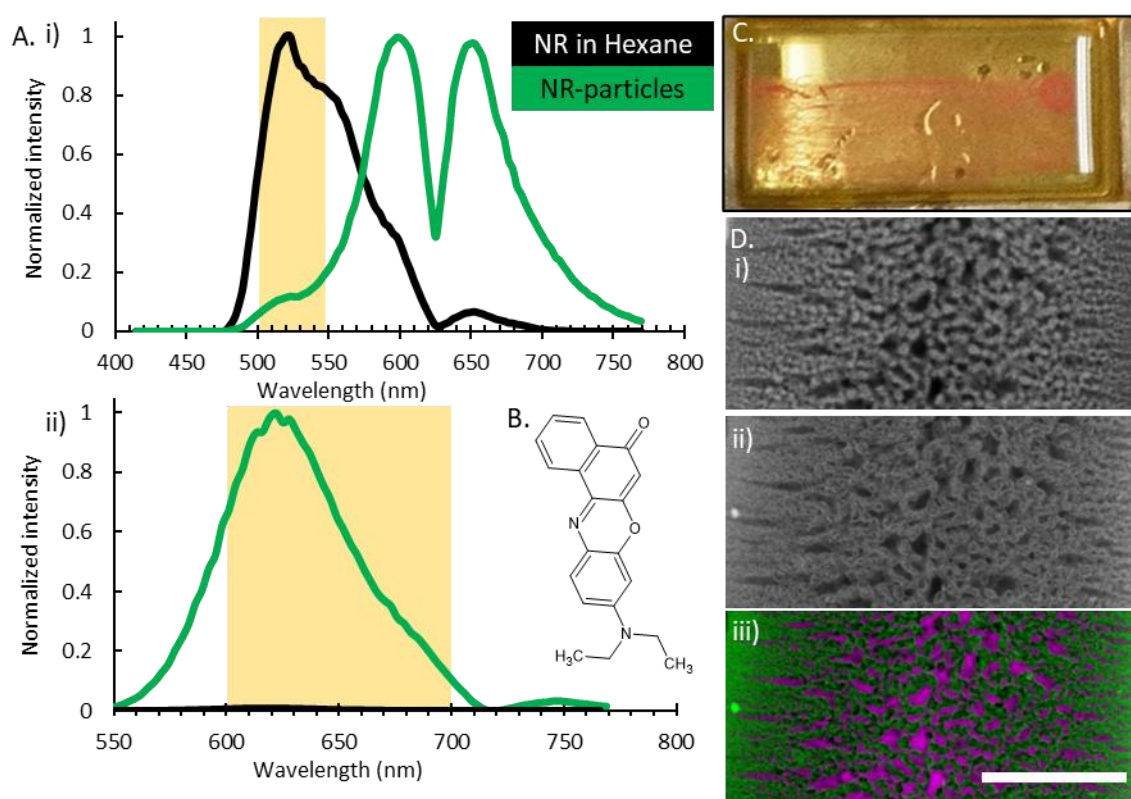 A. i)
NR in Hexane
NR-particles
Normalized intensity
1
0.8
0.6
0.4
0.2
0
400 450 500 550 600 650 700 750 800
Wavelength (nm)
ii)
Normalized intensity
1
0.8
0.6
0.4
0.2
0
550 600 650 700 750 800
Wavelength (nm)
B.
O
N
O
N
H₃C
CH₃
C.
D.
i)
ii)
iii)